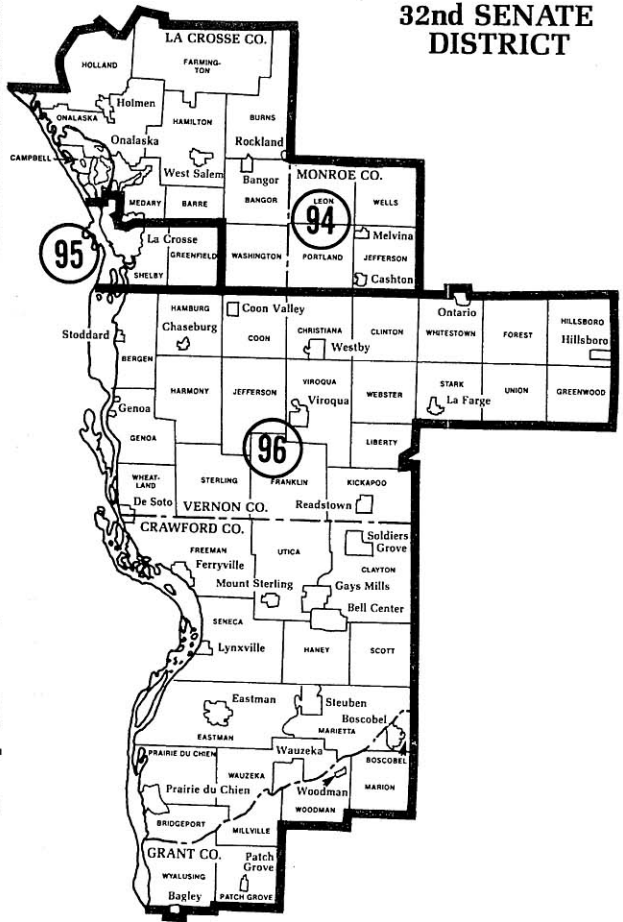 32nd SENATE
DISTRICT
LA CROSSE CO.
HOLLAND
FARMING-
TON
Holmen
ONALASKA
HAMILTON
BURNS
Onalaska
Rockland
CAMPBELL
West Salem
Bangor
MONROE CO.
MEDARY
BARRE
BANGOR
LEON
WELLS
94
La Crosse
Melvina
95
GREENFIELD
WASHINGTON
PORTLAND
JEFFERSON
SHELBY
Cashton
HAMBURG
Coon Valley
Ontario
Stoddard
Chaseburg
COON
CHRISTIANA
CLINTON
WHITESTOWN
FOREST
HILLSBORO
Westby
Hillsboro
BERGEN
HARMONY
JEFFERSON
VIROQUA
Viroqua
WEBSTER
STARK
La Farge
UNION
GREENWOOD
Genoa
GENOA
96
LIBERTY
WHEAT-
LAND
STERLING
FRANKLIN
KICKAPOO
De Soto
VERNON CO.
Readstown
CRAWFORD CO.
Soldiers
Grove
FREEMAN
UTICA
Ferryville
CLAYTON
Mount Sterling
Gays Mills
Bell Center
SENECA
Lynxville
HANEY
SCOTT
Eastman
Steuben
Boscobel
MARIETTA
EASTMAN
Wauzeka
PRAIRIE DU CHIEN
BOSCOBEL
WAUZEKA
Prairie du Chien
Woodman
MARION
WOODMAN
BRIDGEPORT
MILLVILLE
GRANT CO.
Patch
Grove
WYALUSING
Bagley
PATCH GROVE